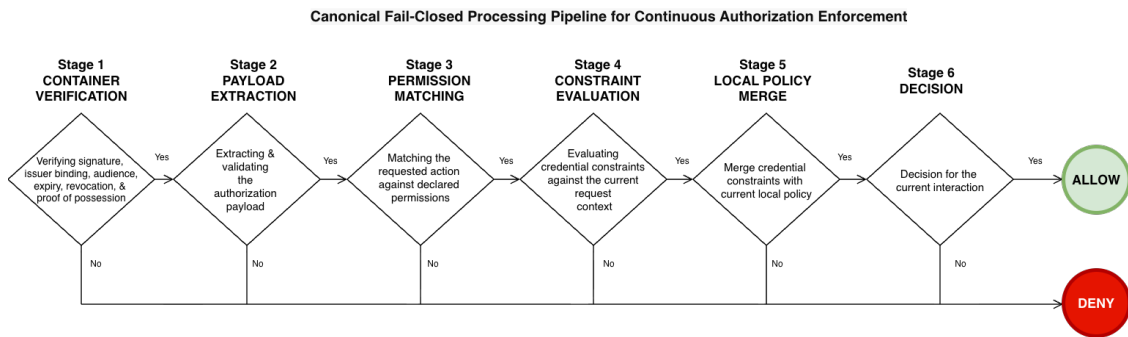 Canonical Fail-Closed Processing Pipeline for Continuous Authorization Enforcement
Stage 1
CONTAINER
VERIFICATION
Stage 2
PAYLOAD
EXTRACTION
Stage 3
PERMISSION
MATCHING
Stage 4
CONSTRAINT
EVALUATION
Stage 5
LOCAL POLICY
MERGE
Stage 6
DECISION
Verifying signature,
issuer binding, audience,
expiry, revocation, &
proof of possession
Yes
Extracting &
validating
the
authorization
payload
Yes
Matching the
requested action
against declared
permissions
Yes
Evaluating
credential constraints
against the current
request
context
Yes
Merge credential
constraints with
current local policy
Yes
Decision for the
current interaction
Yes
ALLOW
No
No
No
No
No
No
DENY